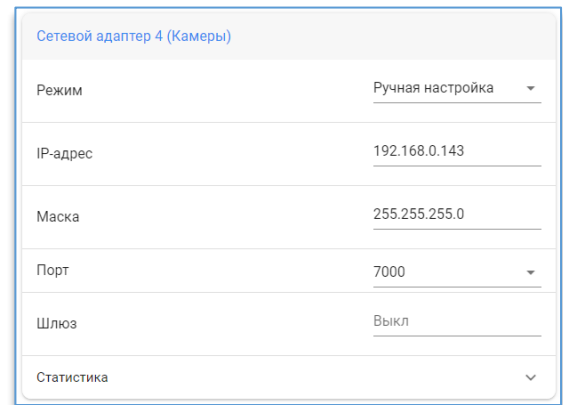 Сетевой адаптер 4 (Камеры)
Режим Ручная настройка
IP-адрес 192.168.0.143
Маска 255.255.255.0
Порт 7000
Шлюз Выкл
Статистика